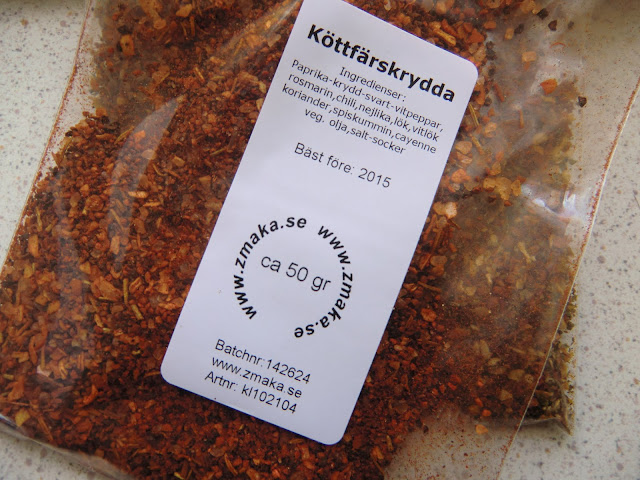 Köttfärskrydda
Ingredienser:
Paprika-krydd-svart-vitpeppar,
rosmarin,chili,nejlika,lök,vitlök
koriander,spiskummin,cayenne
veg. olja,salt-socker
Bäst före: 2015
www.zmaka.se www.zmaka.se
ca 50 gr
Batchnr:142624
www.zmaka.se
Artnr: kl102104